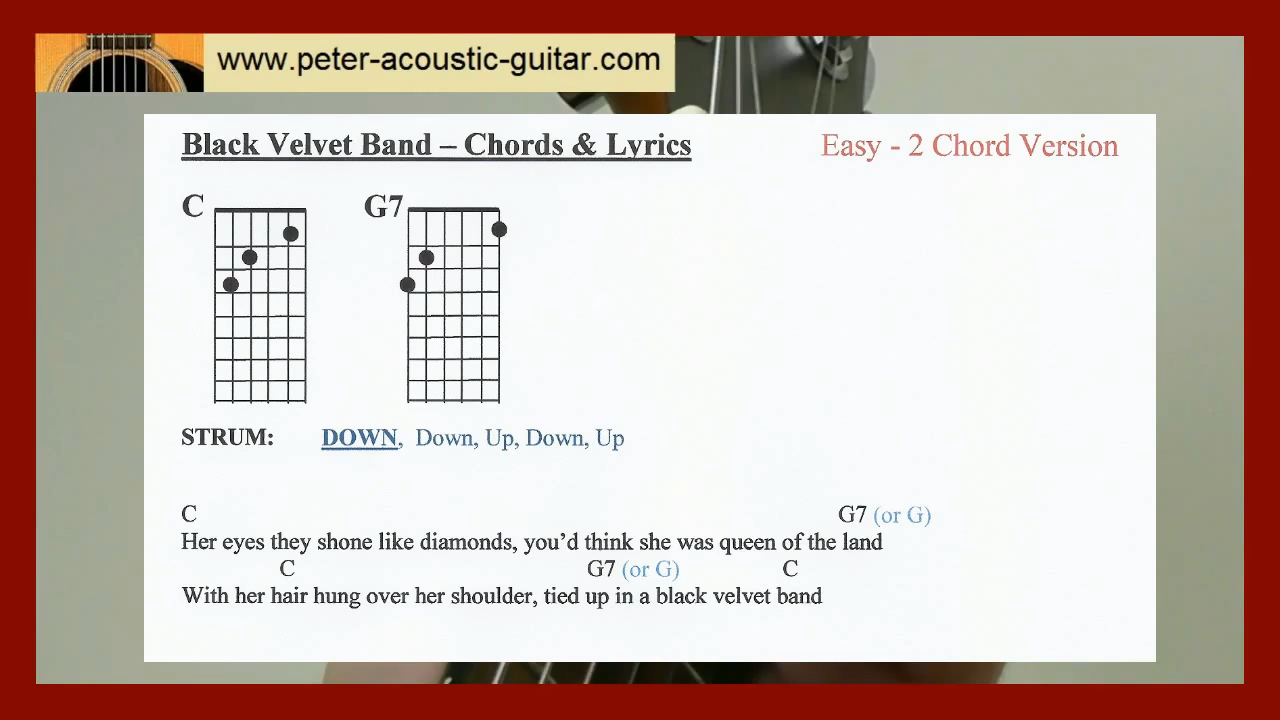 www.peter-acoustic-guitar.com
Black Velvet Band – Chords & Lyrics Easy - 2 Chord Version
C G7
STRUM: DOWN, Down, Up, Down, Up
C G7 (or G)
Her eyes they shone like diamonds, you'd think she was queen of the land
C G7 (or G) C
With her hair hung over her shoulder, tied up in a black velvet band